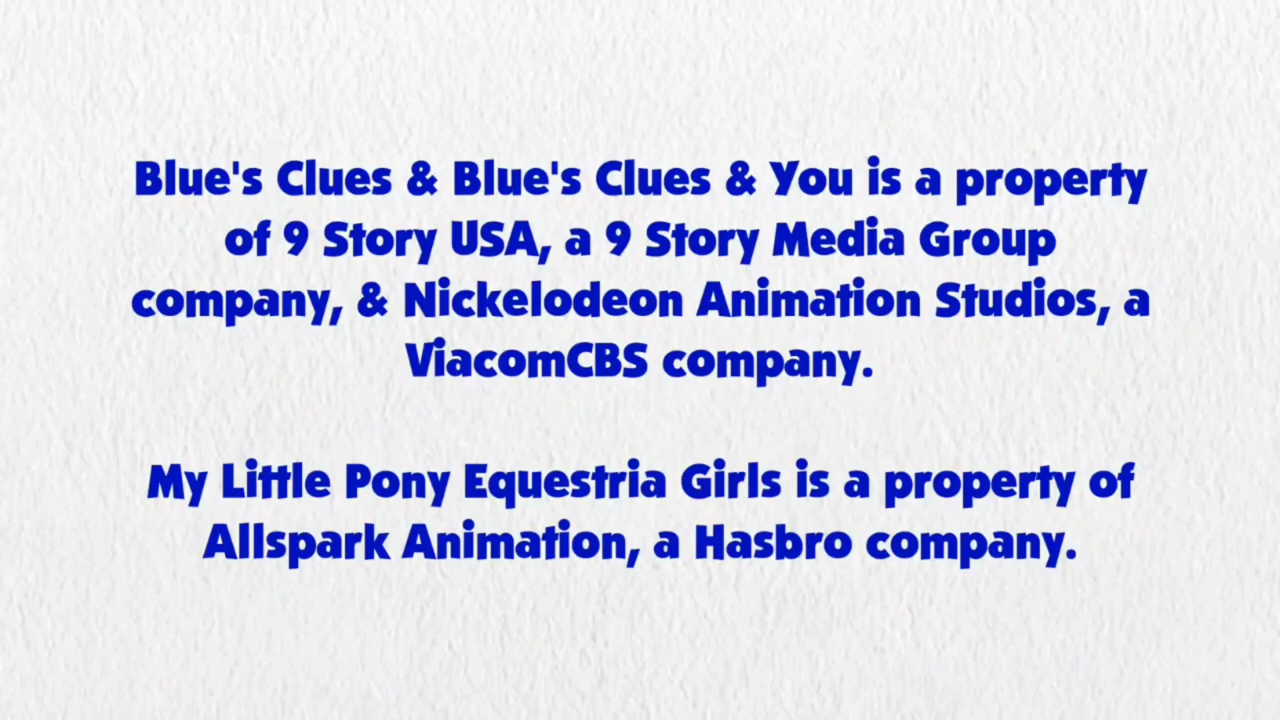 Blue's Clues & Blue's Clues & You is a property
of 9 Story USA, a 9 Story Media Group
company, & Nickelodeon Animation Studios, a
ViacomCBS company.
My Little Pony Equestria Girls is a property of
Allspark Animation, a Hasbro company.